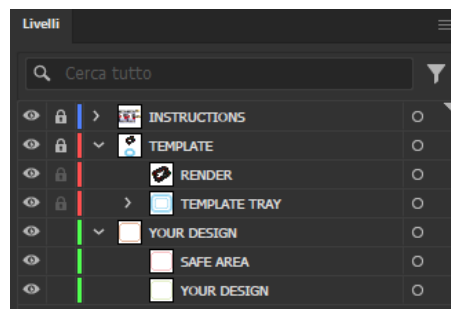 Livelli
Cerca tutto
INSTRUCTIONS
TEMPLATE
RENDER
TEMPLATE TRAY
YOUR DESIGN
SAFE AREA
YOUR DESIGN